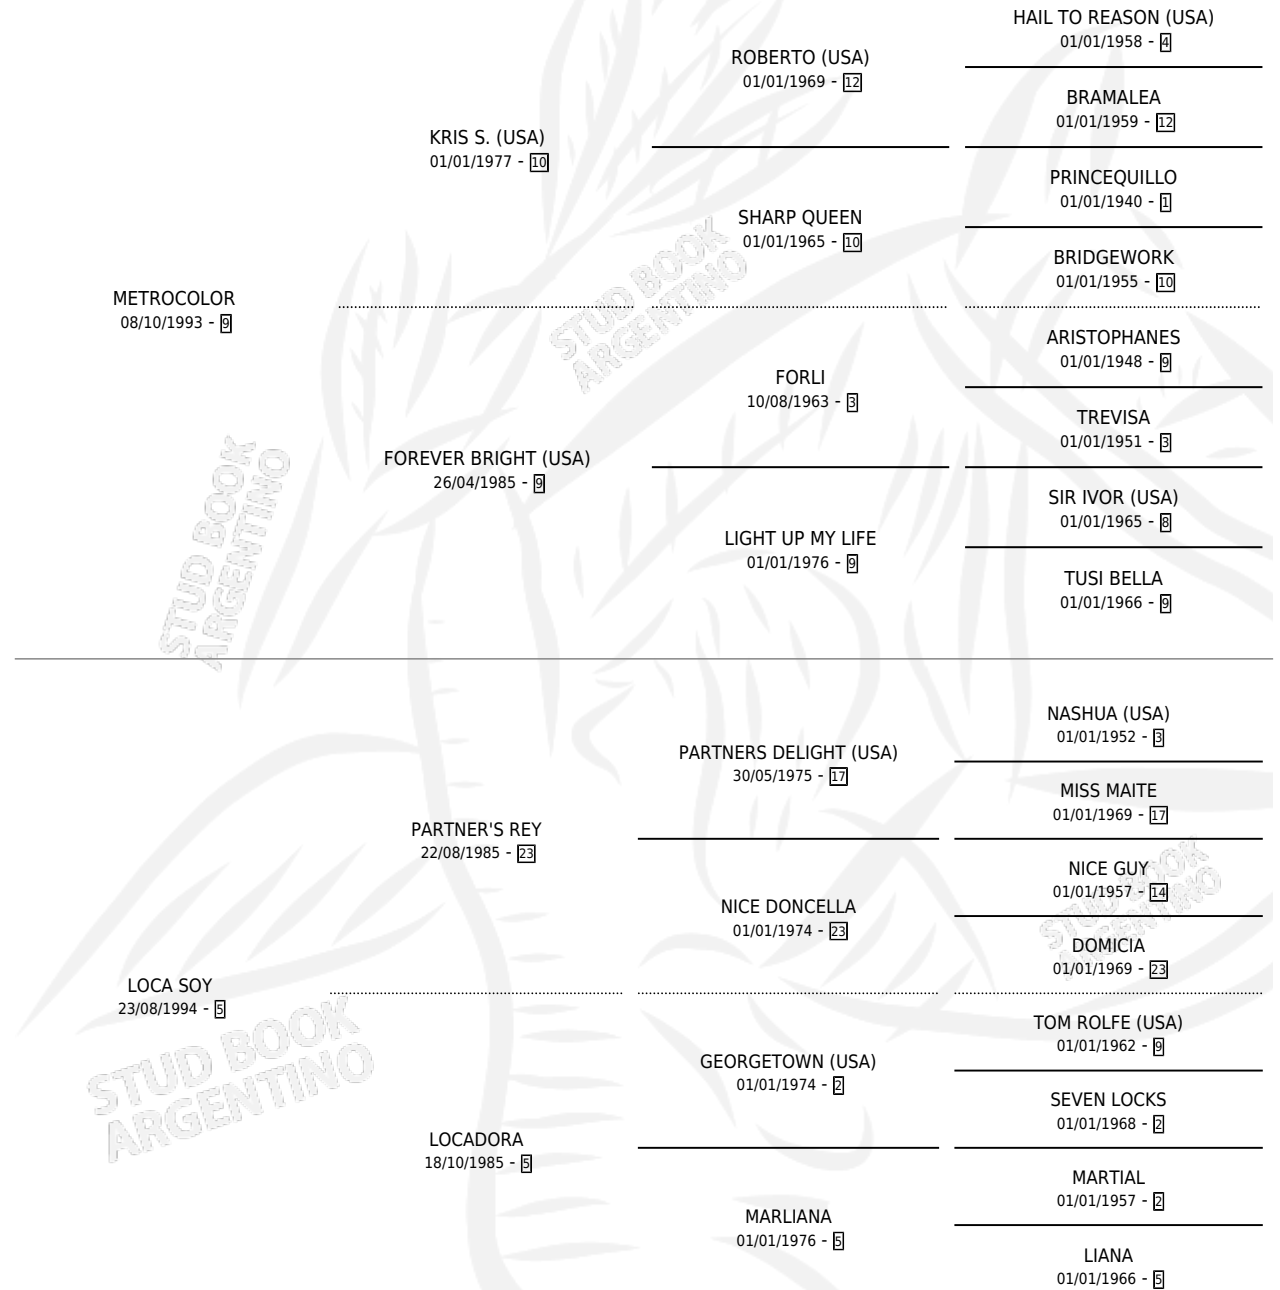 HAIL TO REASON (USA)
01/01/1958 - 4
ROBERTO (USA)
01/01/1969 - 12
BRAMALEA
01/01/1959 - 12
KRIS S. (USA)
01/01/1977 - 10
PRINCEQUILLO
01/01/1940 - 1
SHARP QUEEN
01/01/1965 - 10
BRIDGEWORK
01/01/1955 - 10
METROCOLOR
08/10/1993 - 9
ARISTOPHANES
01/01/1948 - 9
FORLI
10/08/1963 - 3
TREVISA
01/01/1951 - 3
FOREVER BRIGHT (USA)
26/04/1985 - 9
SIR IVOR (USA)
01/01/1965 - 8
LIGHT UP MY LIFE
01/01/1976 - 9
TUSI BELLA
01/01/1966 - 9
NASHUA (USA)
01/01/1952 - 3
PARTNERS DELIGHT (USA)
30/05/1975 - 17
MISS MAITE
01/01/1969 - 17
PARTNER'S REY
22/08/1985 - 23
NICE GUY
01/01/1957 - 14
NICE DONCELLA
01/01/1974 - 23
DOMICIA
01/01/1969 - 23
LOCA SOY
23/08/1994 - 5
TOM ROLFE (USA)
01/01/1962 - 9
GEORGETOWN (USA)
01/01/1974 - 2
SEVEN LOCKS
01/01/1968 - 2
LOCADORA
18/10/1985 - 5
MARTIAL
01/01/1957 - 2
MARLIANA
01/01/1976 - 5
LIANA
01/01/1966 - 5
STUD BOOK
ARGENTINO
STUD BOOK
ARGENTINO
STUD BOOK
ARGENTINO
STUD BOOK
ARGENTINO